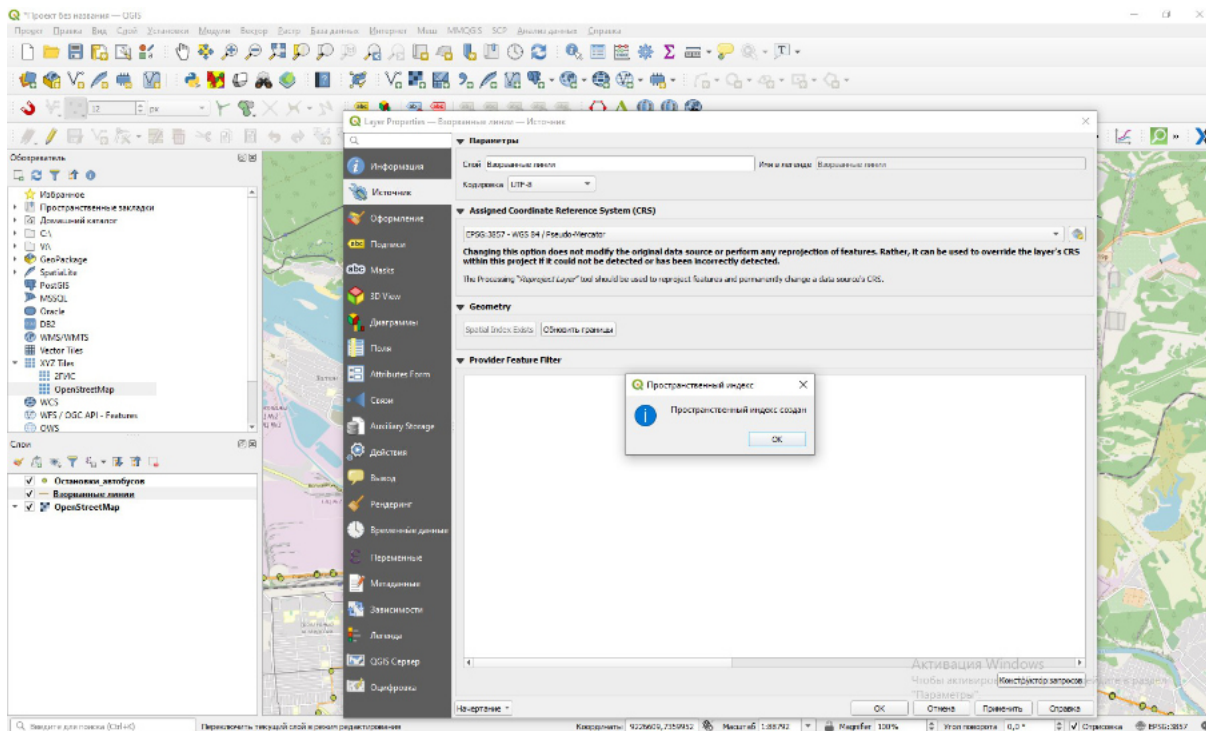 *Проект без названия — QGIS
Проект Правка Вид Слой Установки Модули Вектор Растр База данных Интернет Меш MMQGIS SCP Анализ данных Справка
12 px
Layer Properties — Взорванные линии — Источник
Обозреватель
Избранное
Пространственные закладки
Домашний каталог
C:\
V:\
GeoPackage
SpatiaLite
PostGIS
MSSQL
Oracle
DB2
WMS/WMTS
Vector Tiles
XYZ Tiles
2ГИС
OpenStreetMap
WCS
WFS / OGC API - Features
OWS
Слои
Остановки_автобусов
Взорванные линии
OpenStreetMap
Информация
Источник
Оформление
Подписи
Masks
3D View
Диаграммы
Поля
Attributes Form
Связи
Auxiliary Storage
Действия
Вывод
Рендеринг
Временные данные
Переменные
Метаданные
Зависимости
Легенда
QGIS Сервер
Оцифровка
Параметры
Слой Взорванные линии Имя в легенде Взорванные линии
Кодировка UTF-8
Assigned Coordinate Reference System (CRS)
EPSG:3857 - WGS 84 / Pseudo-Mercator
Changing this option does not modify the original data source or perform any reprojection of features. Rather, it can be used to override the layer's CRS
within this project if it could not be detected or has been incorrectly detected.
The Processing "Reproject Layer" tool should be used to reproject features and permanently change a data source's CRS.
Geometry
Spatial Index Exists Обновить границы
Provider Feature Filter
Пространственный индекс
Пространственный индекс создан
OK
Активация Windows
Чтобы активиро
"Параметры".
Конструктор запросов
Начертание OK Отмена Применить Справка
Введите для поиска (Ctrl+K) Переключить текущий слой в режим редактирования Координаты 9226609,7359952 Масштаб 1:88792 Magnifier 100% Угол поворота 0,0 ° Отрисовка EPSG:3857